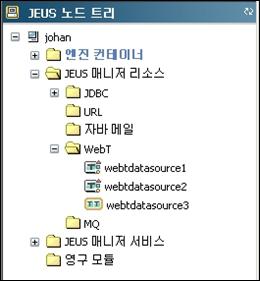 JEUS 노드 트리
johan
엔진 컨테이너
JEUS 매니저 리소스
JDBC
URL
자바 메일
WebT
webtdatasource1
webtdatasource2
webtdatasource3
MQ
JEUS 매니저 서비스
영구 모듈